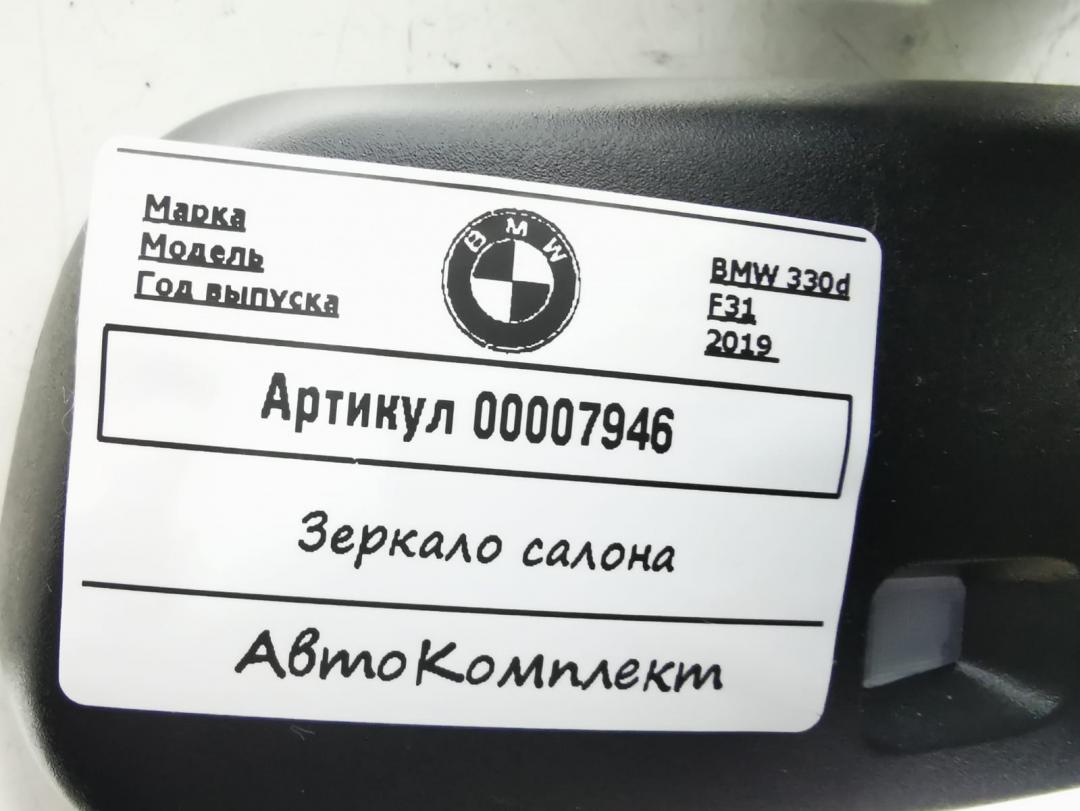 Марка
Модель
Год выпуска
BMW
BMW 330d
F31
2019
Артикул 00007946
Зеркало салона
АвтоКомплект